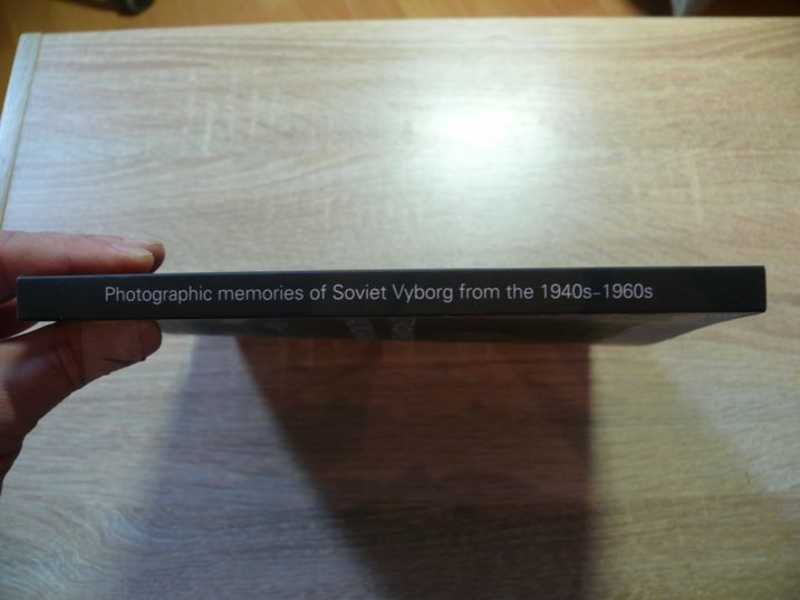 Photographic memories of Soviet Vyborg from the 1940s–1960s